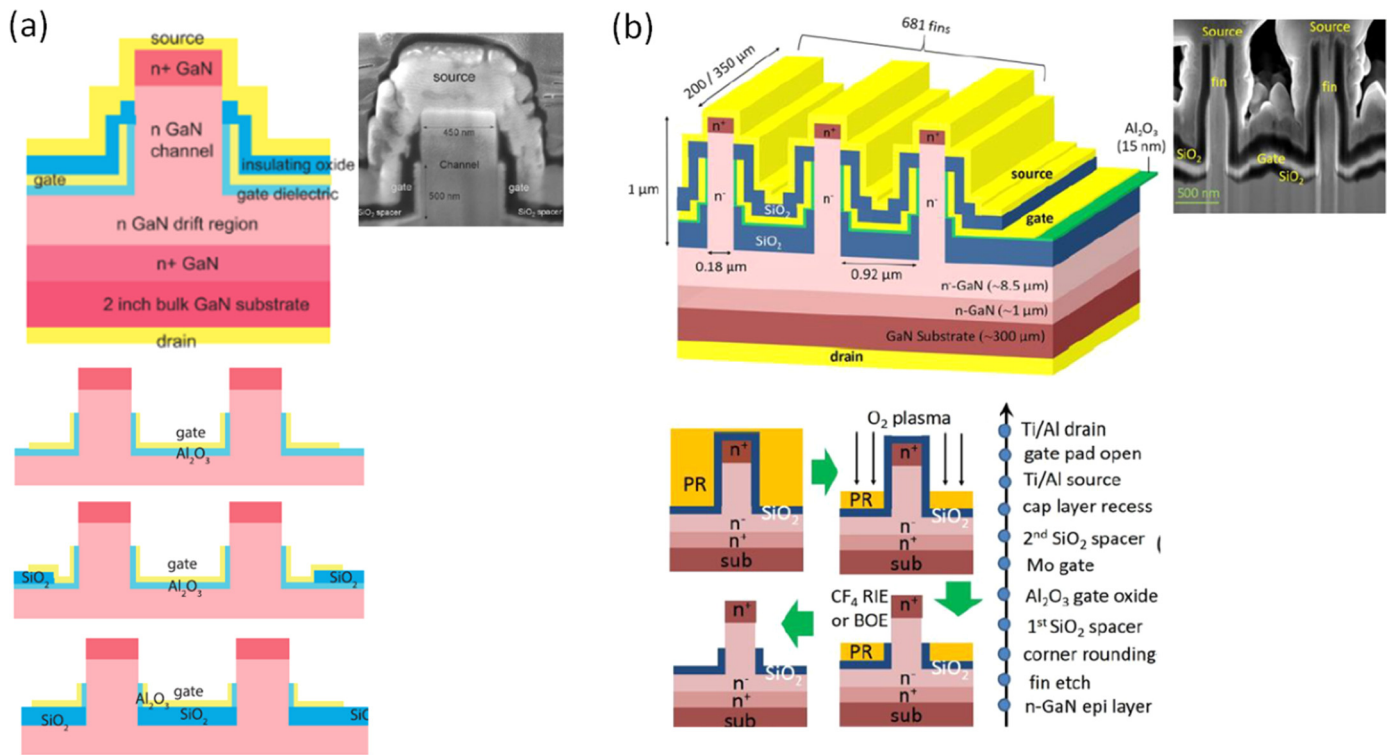 (a)
source
n+ GaN
n GaN
channel
insulating oxide
gate
gate dielectric
n GaN drift region
n+ GaN
2 inch bulk GaN substrate
drain
source
450 nm
Channel
gate
gate
500 nm
SiO2 spacer
SiO2 spacer
gate
Al2O3
gate
SiO2
Al2O3
SiO2
Al2O3
gate
SiO2
SiO2
(b)
681 fins
200 / 350 μm
n+
n+
n+
Al2O3
(15 nm)
1 μm
source
n-
n-
n-
SiO2
gate
SiO2
0.18 μm
0.92 μm
n-GaN (~8.5 μm)
n-GaN (~1 μm)
GaN Substrate (~300 μm)
drain
Source
Source
fin
fin
SiO2
Gate
SiO2
500 nm
O2 plasma
n+
n+
PR
PR
SiO2
SiO2
n-
n-
n+
n+
sub
sub
CF4 RIE
or BOE
n+
n+
PR
SiO2
SiO2
n-
n-
n+
n+
sub
sub
Ti/Al drain
gate pad open
Ti/Al source
cap layer recess
2nd SiO2 spacer (
Mo gate
Al2O3 gate oxide
1st SiO2 spacer
corner rounding
fin etch
n-GaN epi layer